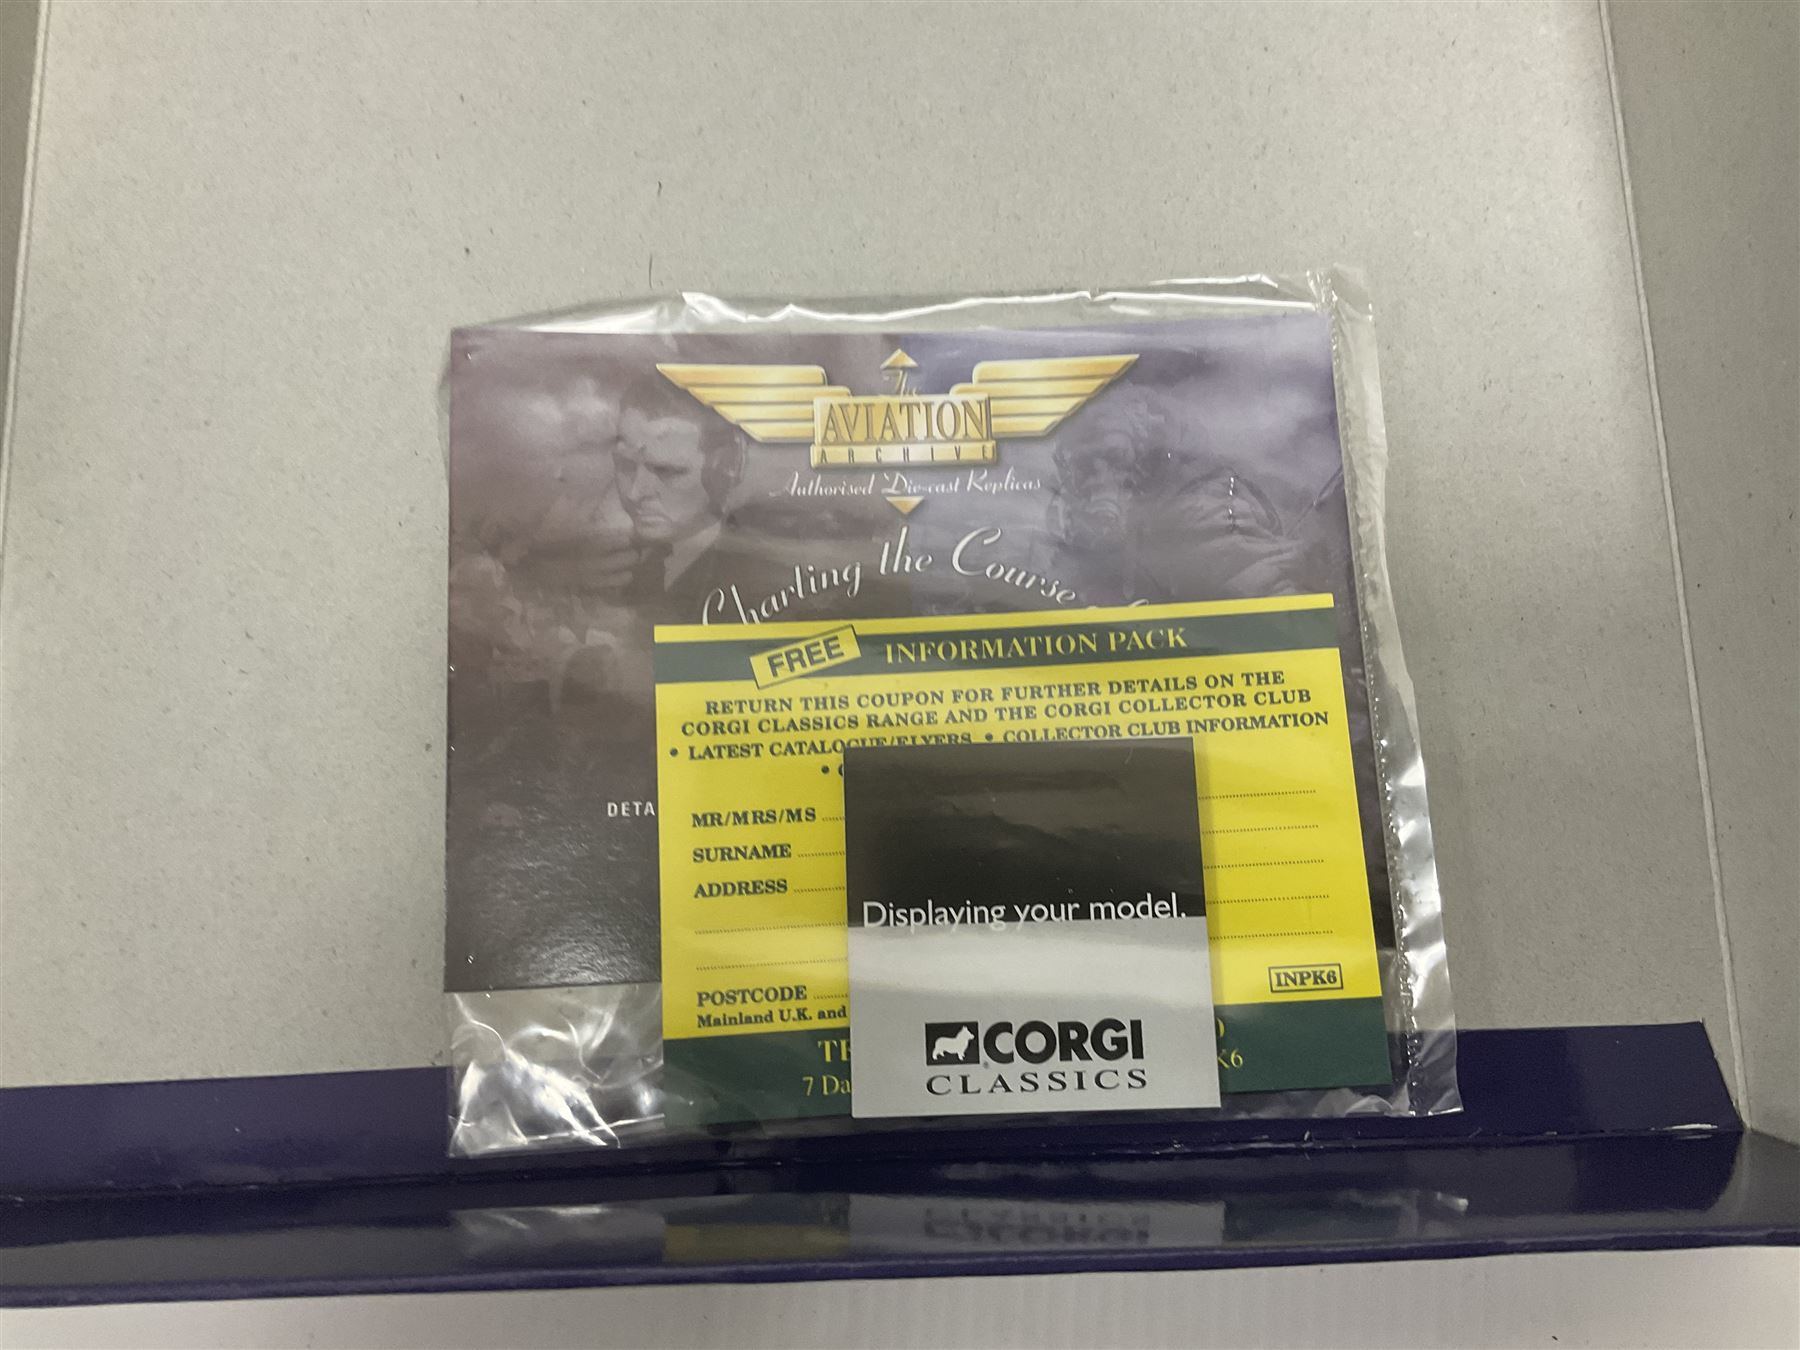 The
AVIATION
ARCHIVE
Authorised Die-cast Replicas
Charting the Course
DETA
FREE INFORMATION PACK
RETURN THIS COUPON FOR FURTHER DETAILS ON THE
CORGI CLASSICS RANGE AND THE CORGI COLLECTOR CLUB
• LATEST CATALOGUE/FLYERS • COLLECTOR CLUB INFORMATION
•
MR/MRS/MS
SURNAME
ADDRESS
POSTCODE
INPK6
Mainland U.K. and
7 Da
K6
Displaying your model.
CORGI
CLASSICS